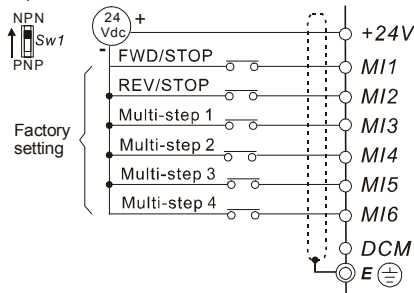 NPN
Sw1
PNP
24
Vdc
+
-
+24V
FWD/STOP
MI1
REV/STOP
MI2
Multi-step 1
MI3
Factory
setting
Multi-step 2
MI4
Multi-step 3
MI5
Multi-step 4
MI6
DCM
E